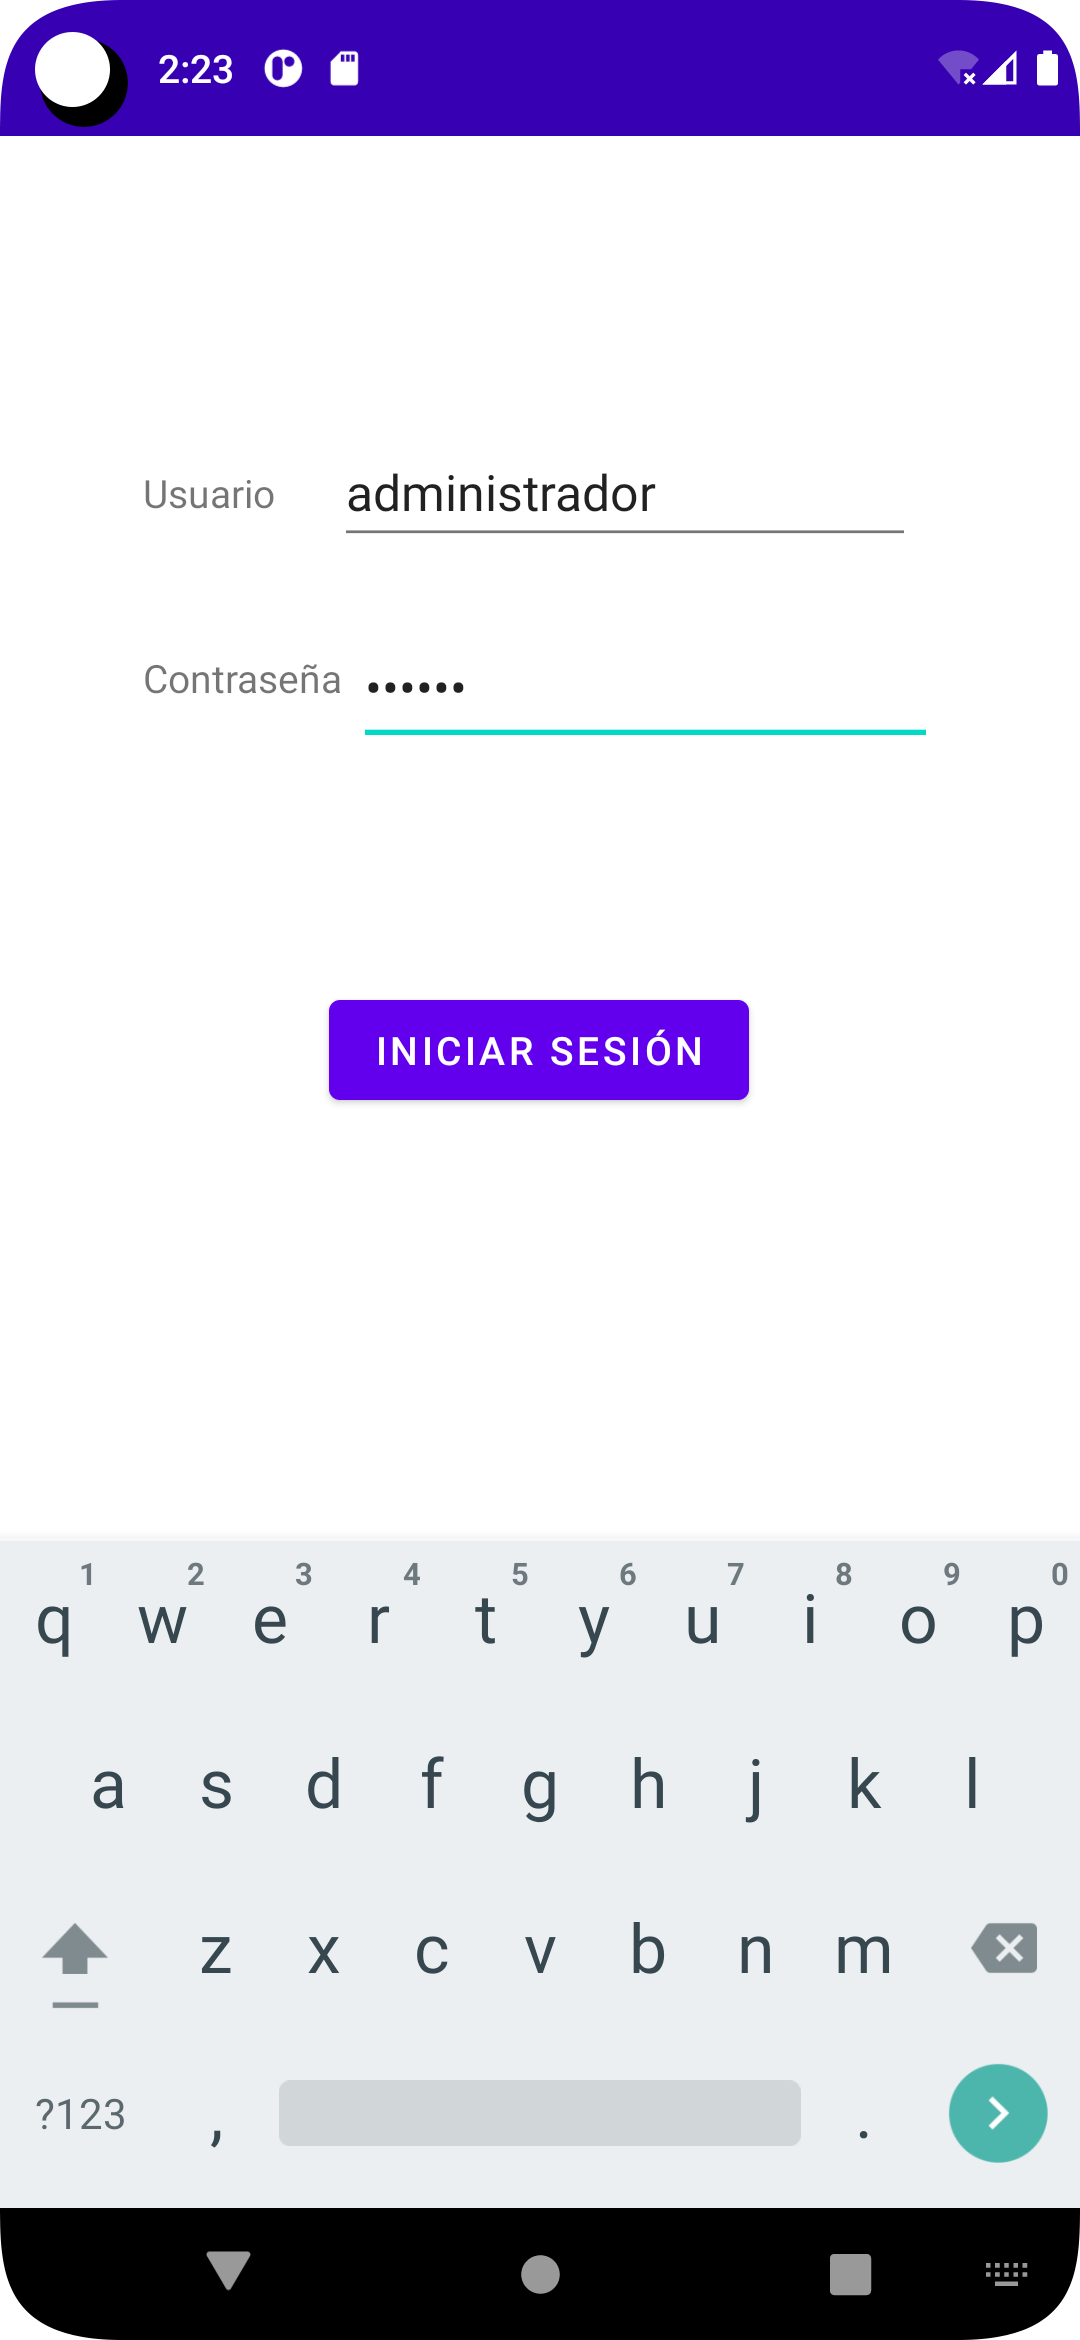 2:23
Usuario administrador
Contraseña ••••••
INICIAR SESIÓN
1 2 3 4 5 6 7 8 9 0
q w e r t y u i o p
a s d f g h j k l
z x c v b n m
?123 , .